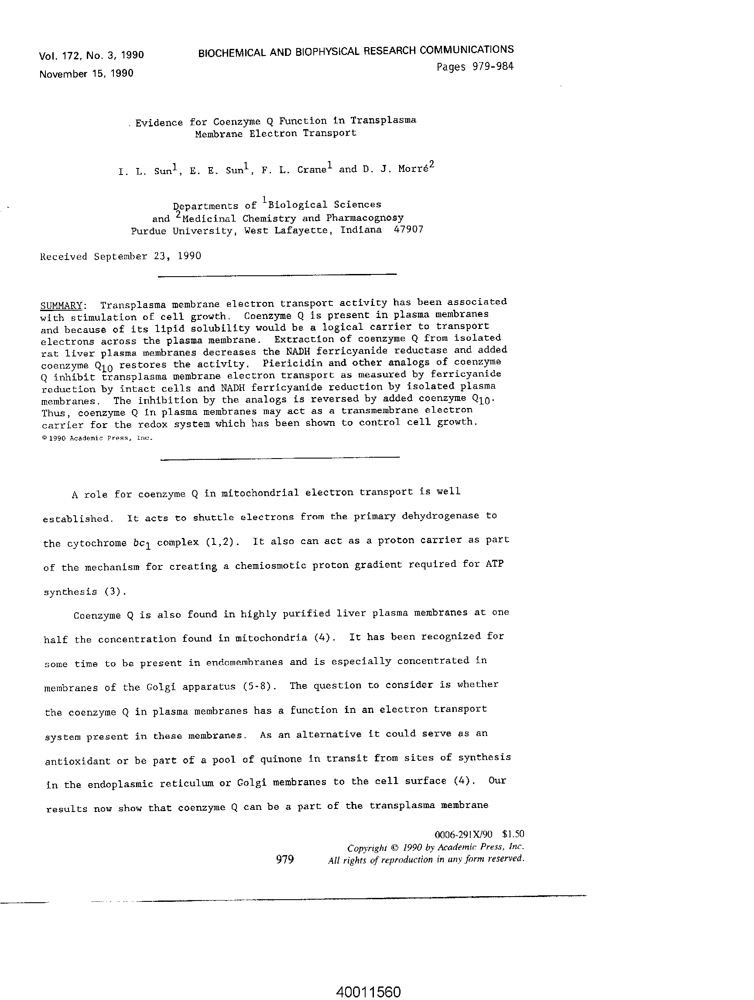 Vol. 172, No. 3, 1990
BIOCHEMICAL AND BIOPHYSICAL RESEARCH COMMUNICATIONS
November 15, 1990
Pages 979-984
Evidence for Coenzyme Q Function in Transplasma
Membrane Electron Transport
I. L. Sun1, E. E. Sun1, F. L. Crane1 and D. J. Morré2
Departments of 1Biological Sciences
and 2Medicinal Chemistry and Pharmacognosy
Purdue University, West Lafayette, Indiana 47907
Received September 23, 1990
SUMMARY: Transplasma membrane electron transport activity has been associated
with stimulation of cell growth. Coenzyme Q is present in plasma membranes
and because of its lipid solubility would be a logical carrier to transport
electrons across the plasma membrane. Extraction of coenzyme Q from isolated
rat liver plasma membranes decreases the NADH ferricyanide reductase and added
coenzyme Q10 restores the activity. Piericidin and other analogs of coenzyme
Q inhibit transplasma membrane electron transport as measured by ferricyanide
reduction by intact cells and NADH ferricyanide reduction by isolated plasma
membranes. The inhibition by the analogs is reversed by added coenzyme Q10.
Thus, coenzyme Q in plasma membranes may act as a transmembrane electron
carrier for the redox system which has been shown to control cell growth.
© 1990 Academic Press, Inc.
A role for coenzyme Q in mitochondrial electron transport is well
established. It acts to shuttle electrons from the primary dehydrogenase to
the cytochrome bc1 complex (1,2). It also can act as a proton carrier as part
of the mechanism for creating a chemiosmotic proton gradient required for ATP
synthesis (3).
Coenzyme Q is also found in highly purified liver plasma membranes at one
half the concentration found in mitochondria (4). It has been recognized for
some time to be present in endomembranes and is especially concentrated in
membranes of the Golgi apparatus (5-8). The question to consider is whether
the coenzyme Q in plasma membranes has a function in an electron transport
system present in these membranes. As an alternative it could serve as an
antioxidant or be part of a pool of quinone in transit from sites of synthesis
in the endoplasmic reticulum or Golgi membranes to the cell surface (4). Our
results now show that coenzyme Q can be a part of the transplasma membrane
0006-291X/90 $1.50
Copyright © 1990 by Academic Press, Inc.
979 All rights of reproduction in any form reserved.
40011560